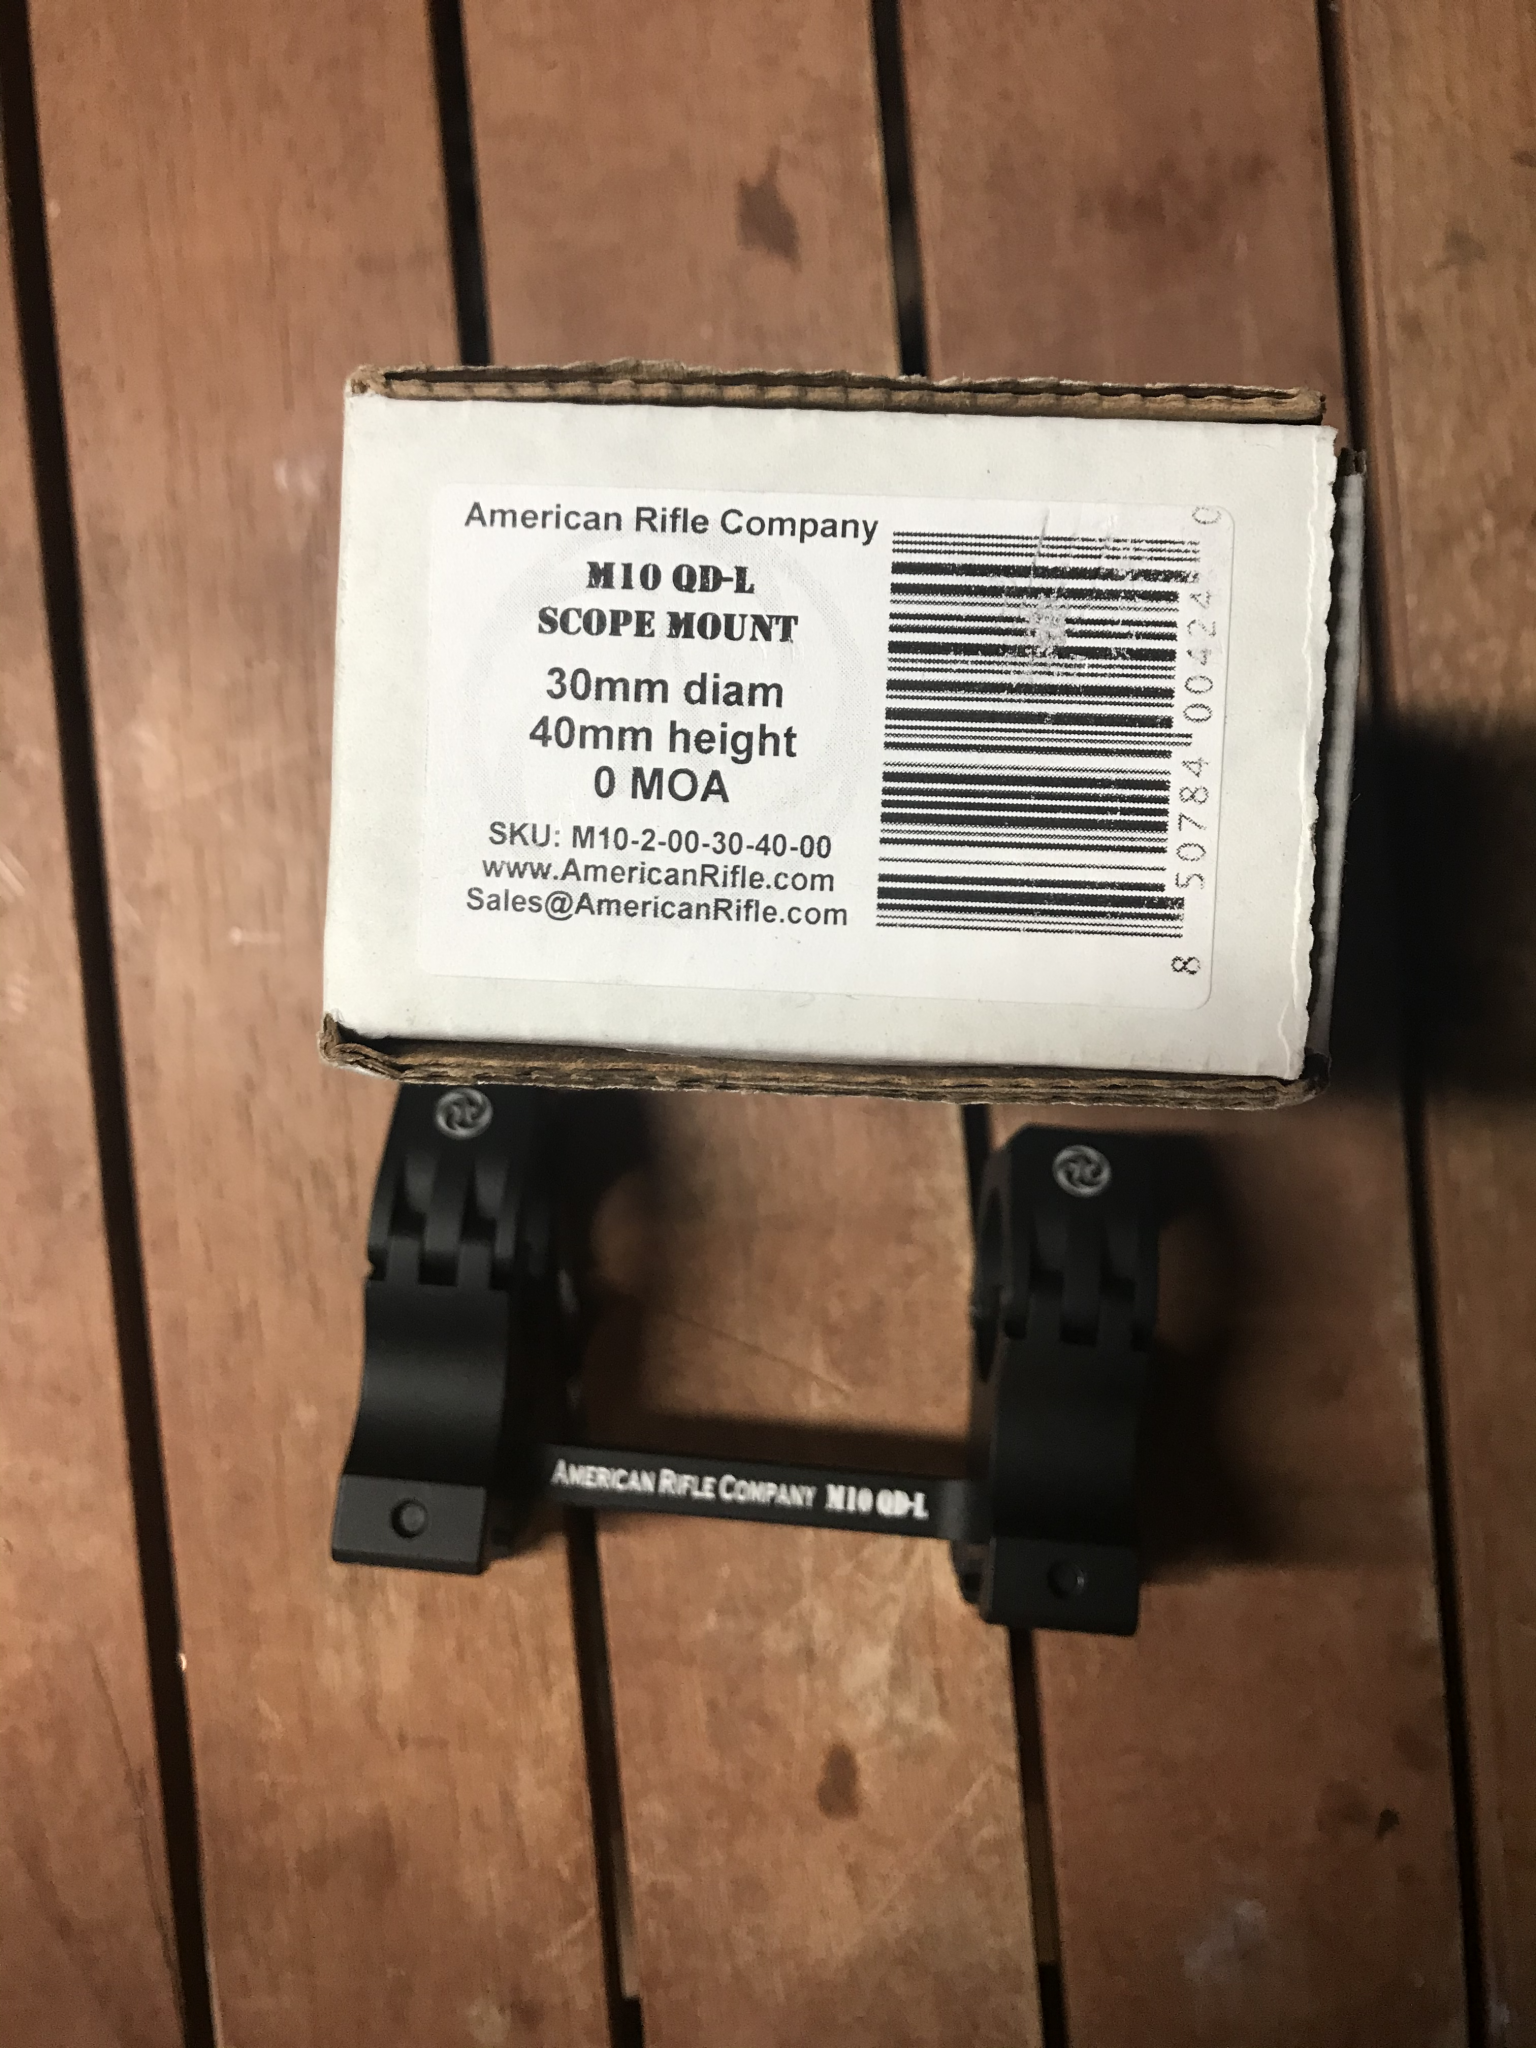 American Rifle Company
M10 QD-L
SCOPE MOUNT
30mm diam
40mm height
0 MOA
SKU: M10-2-00-30-40-00
www.AmericanRifle.com
Sales@AmericanRifle.com
8 50784 00424 0
AMERICAN RIFLE COMPANY M10 QD-L